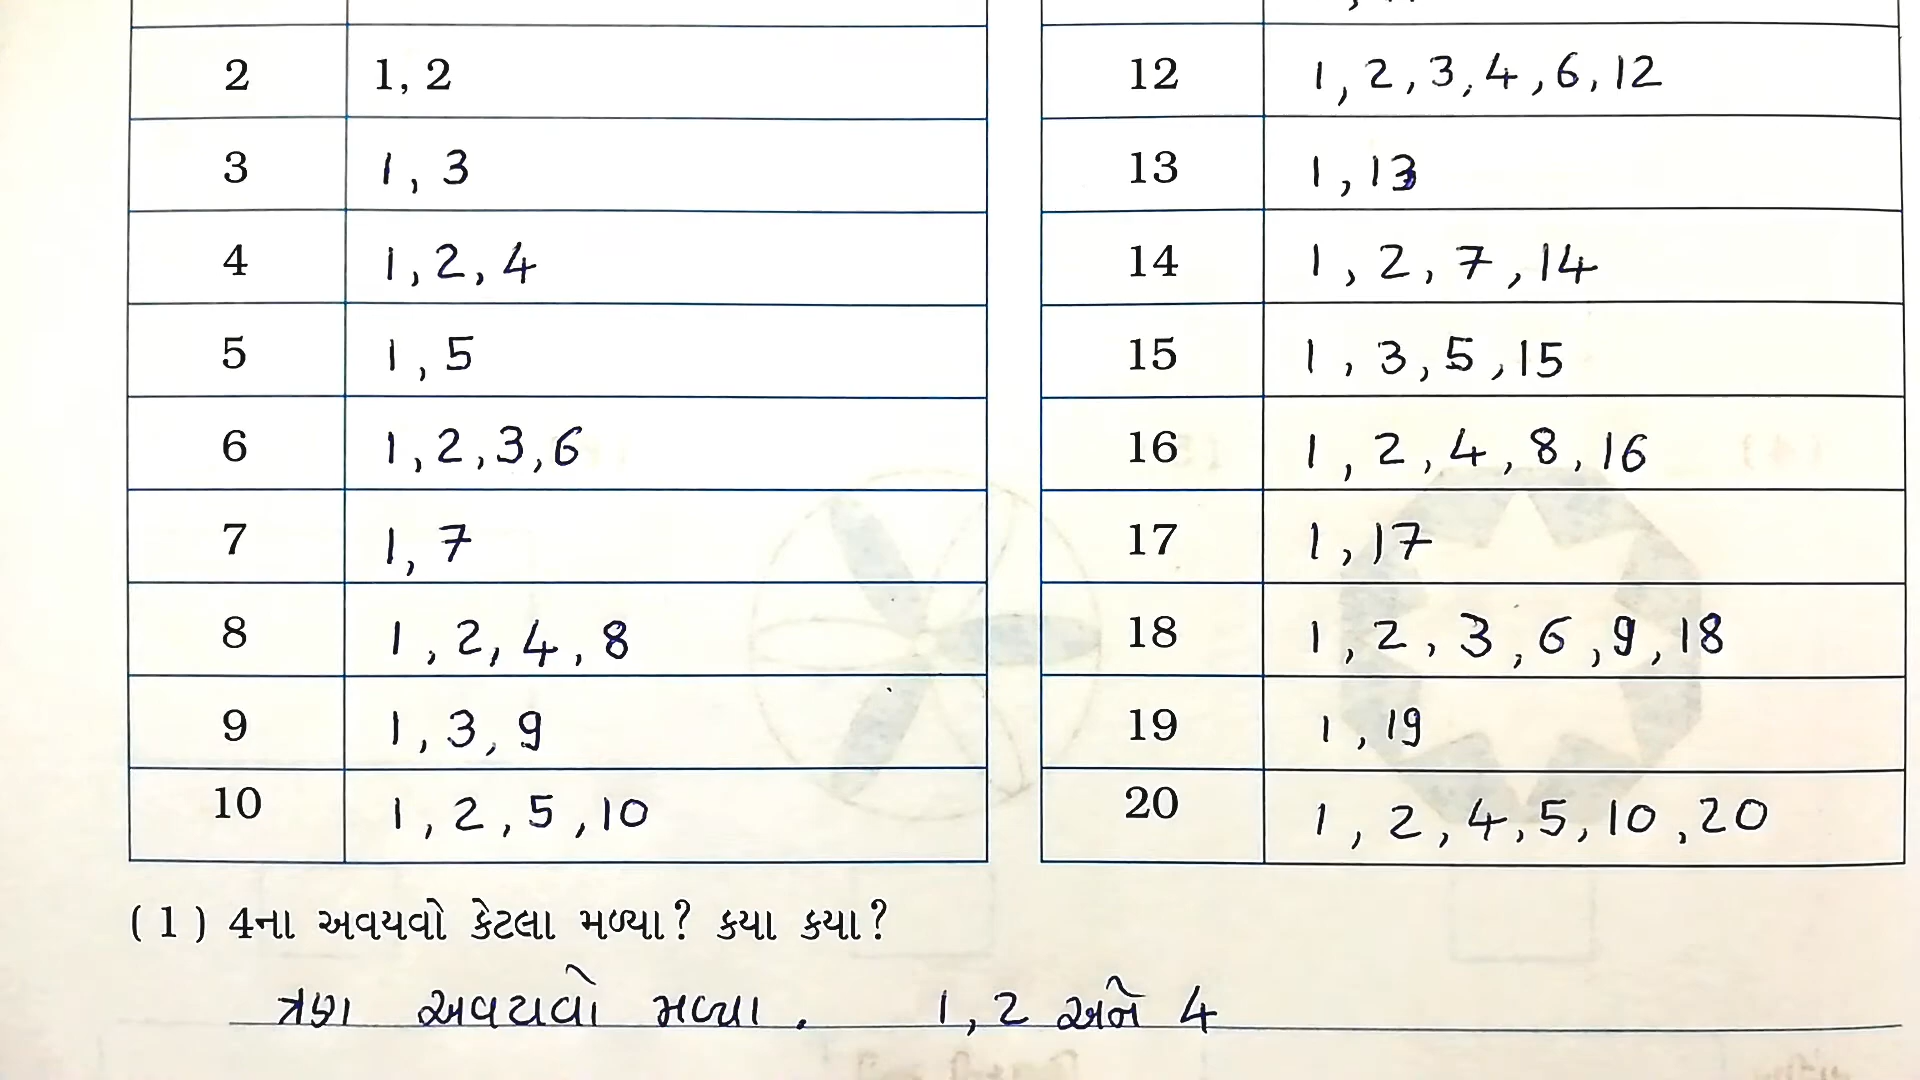 2 1, 2
3 1, 3
4 1, 2, 4
5 1, 5
6 1, 2, 3, 6
7 1, 7
8 1, 2, 4, 8
9 1, 3, 9
10 1, 2, 5, 10
12 1, 2, 3, 4, 6, 12
13 1, 13
14 1, 2, 7, 14
15 1, 3, 5, 15
16 1, 2, 4, 8, 16
17 1, 17
18 1, 2, 3, 6, 9, 18
19 1, 19
20 1, 2, 4, 5, 10, 20
( 1 ) 4ના અવયવો કેટલા મળ્યા? કયા કયા?
ત્રણ અવયવો મળ્યા . 1, 2 અને 4